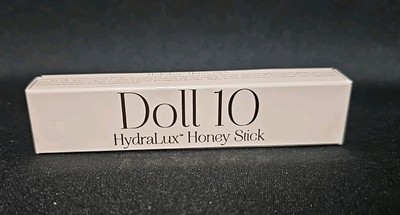 Doll 10
HydraLux™ Honey Stick